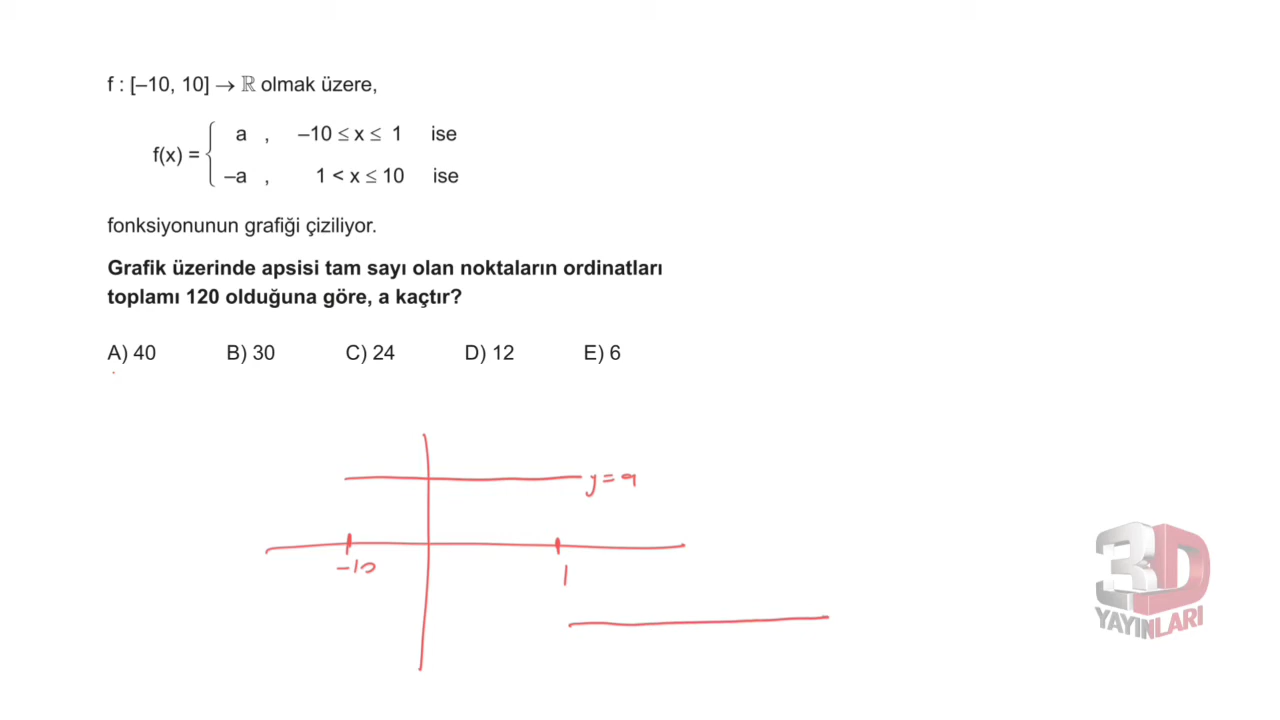 f : [–10, 10] → ℝ olmak üzere,
a , –10 ≤ x ≤ 1 ise
f(x) = {
–a , 1 < x ≤ 10 ise
fonksiyonunun grafiği çiziliyor.
Grafik üzerinde apsisi tam sayı olan noktaların ordinatları
toplamı 120 olduğuna göre, a kaçtır?
A) 40 B) 30 C) 24 D) 12 E) 6
y = a
–10 1
3D
YAYINLARI